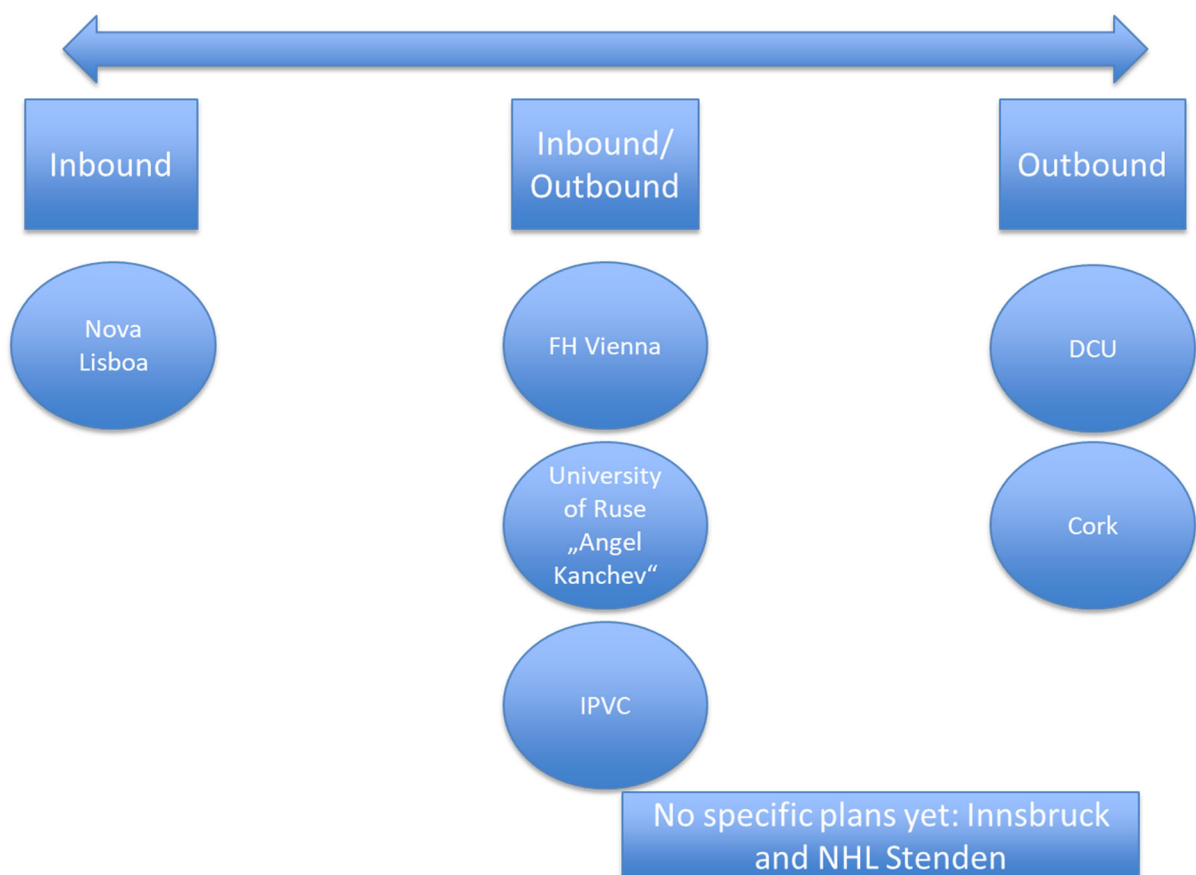 Inbound
Inbound/
Outbound
Outbound
Nova
Lisboa
FH Vienna
DCU
University
of Ruse
„Angel
Kanchev“
Cork
IPVC
No specific plans yet: Innsbruck
and NHL Stenden